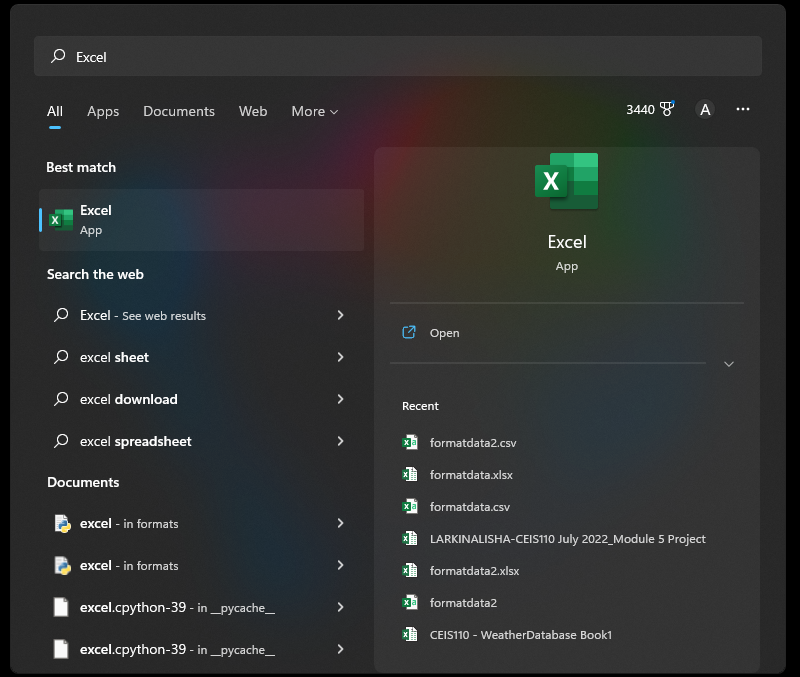 Excel
All Apps Documents Web More 3440 A ...
Best match
Excel
App
Search the web
Excel - See web results
excel sheet
excel download
excel spreadsheet
Documents
excel - in formats
excel - in formats
excel.cpython-39 - in __pycache__
excel.cpython-39 - in __pycache__
X
Excel
App
Open
Recent
formatdata2.csv
formatdata.xlsx
formatdata.csv
LARKINALISHA-CEIS110 July 2022_Module 5 Project
formatdata2.xlsx
formatdata2
CEIS110 - WeatherDatabase Book1